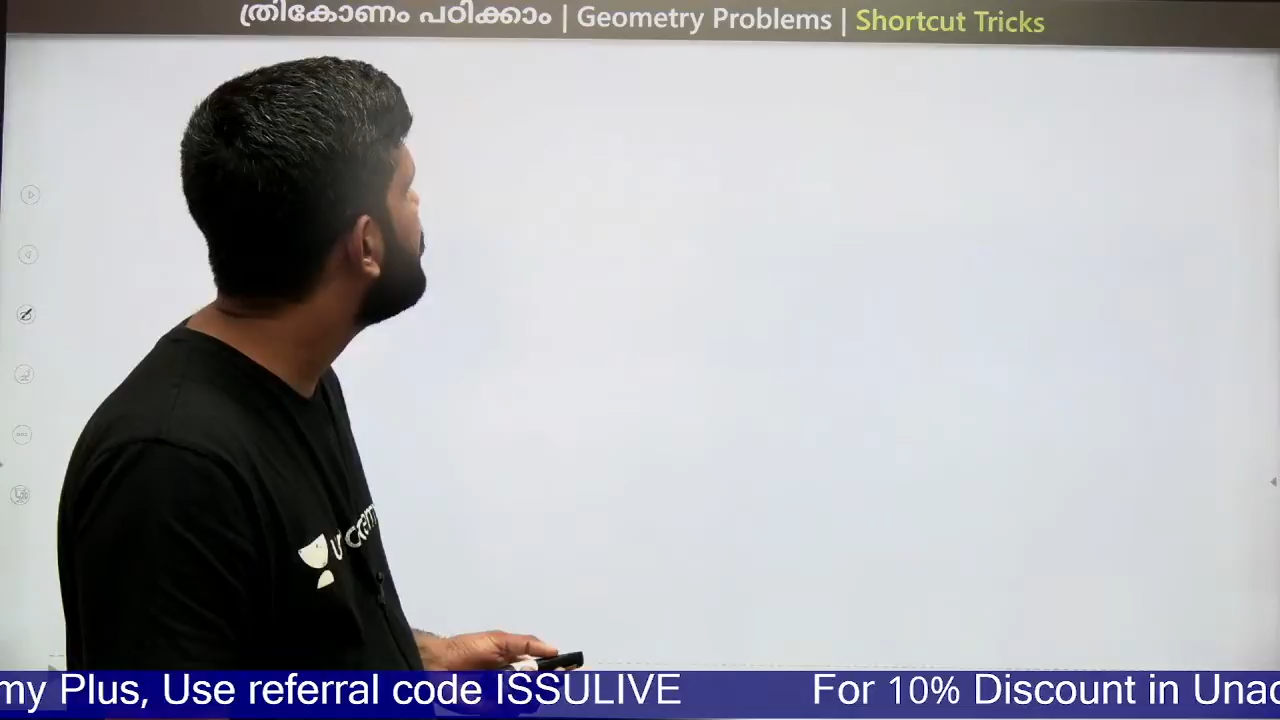 ത്രികോണം പഠിക്കാം | Geometry Problems | Shortcut Tricks
my Plus, Use referral code ISSULIVE For 10% Discount in Unac